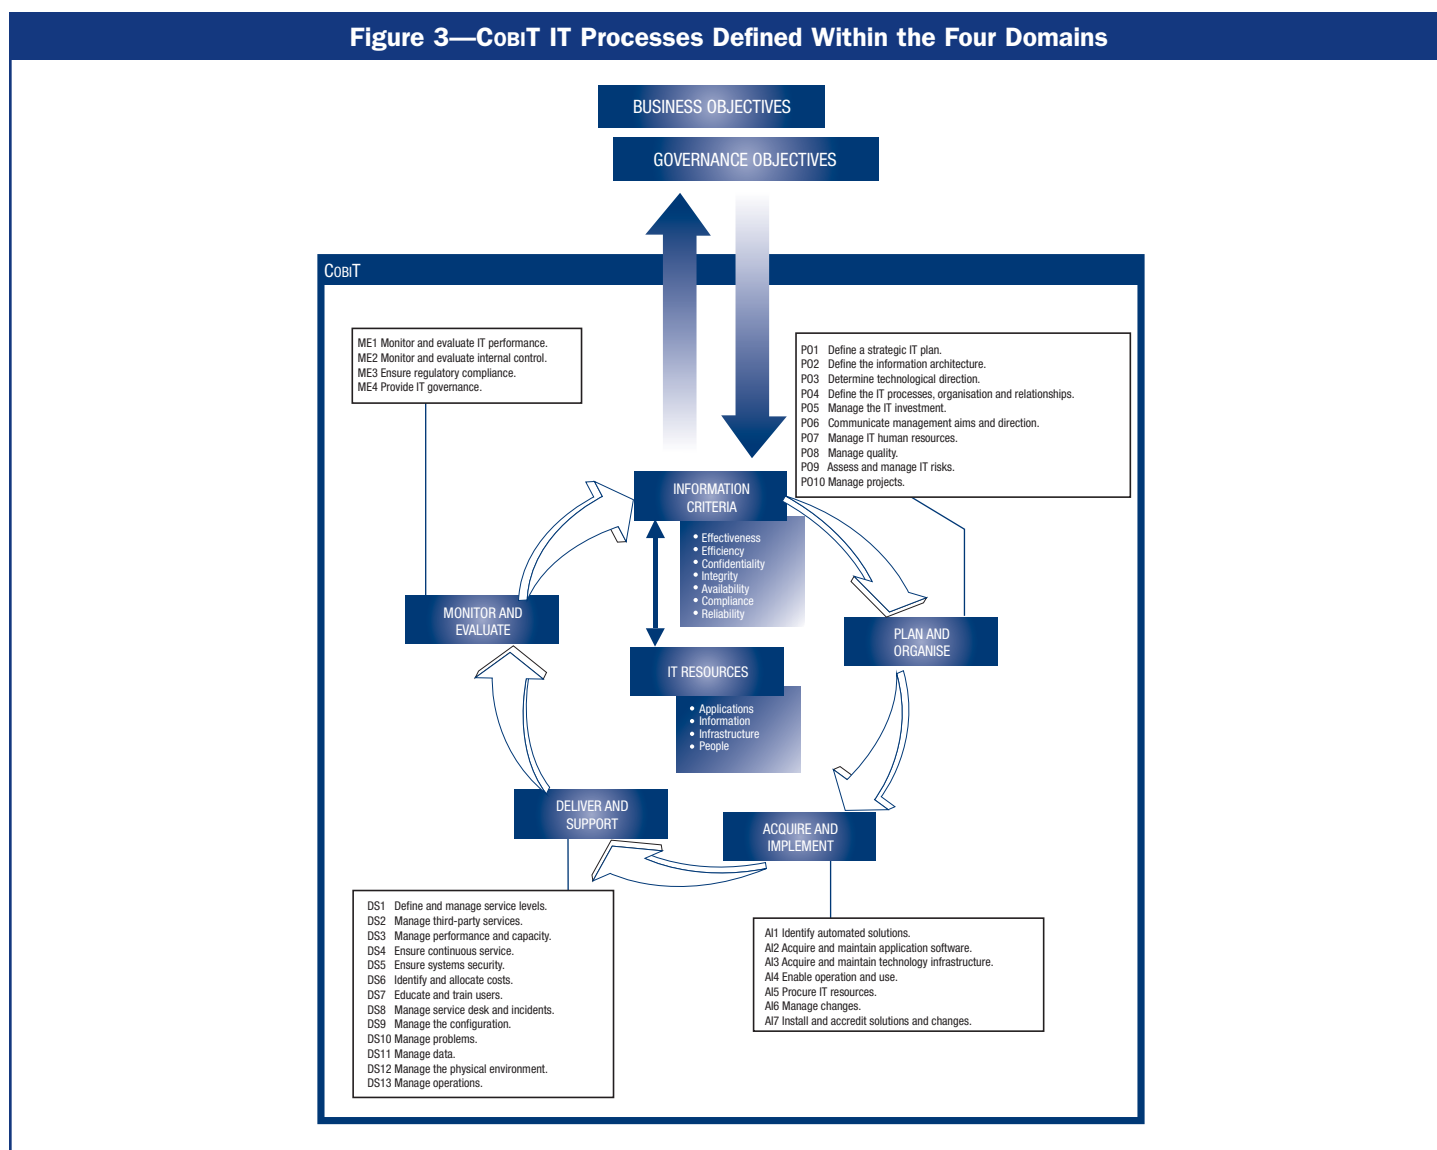 Figure 3—COBIT IT Processes Defined Within the Four Domains
BUSINESS OBJECTIVES
GOVERNANCE OBJECTIVES
COBIT
ME1 Monitor and evaluate IT performance.
ME2 Monitor and evaluate internal control.
ME3 Ensure regulatory compliance.
ME4 Provide IT governance.
PO1 Define a strategic IT plan.
PO2 Define the information architecture.
PO3 Determine technological direction.
PO4 Define the IT processes, organisation and relationships.
PO5 Manage the IT investment.
PO6 Communicate management aims and direction.
PO7 Manage IT human resources.
PO8 Manage quality.
PO9 Assess and manage IT risks.
PO10 Manage projects.
INFORMATION
CRITERIA
• Effectiveness
• Efficiency
• Confidentiality
• Integrity
• Availability
• Compliance
• Reliability
MONITOR AND
EVALUATE
PLAN AND
ORGANISE
IT RESOURCES
• Applications
• Information
• Infrastructure
• People
DELIVER AND
SUPPORT
ACQUIRE AND
IMPLEMENT
DS1 Define and manage service levels.
DS2 Manage third-party services.
DS3 Manage performance and capacity.
DS4 Ensure continuous service.
DS5 Ensure systems security.
DS6 Identify and allocate costs.
DS7 Educate and train users.
DS8 Manage service desk and incidents.
DS9 Manage the configuration.
DS10 Manage problems.
DS11 Manage data.
DS12 Manage the physical environment.
DS13 Manage operations.
AI1 Identify automated solutions.
AI2 Acquire and maintain application software.
AI3 Acquire and maintain technology infrastructure.
AI4 Enable operation and use.
AI5 Procure IT resources.
AI6 Manage changes.
AI7 Install and accredit solutions and changes.